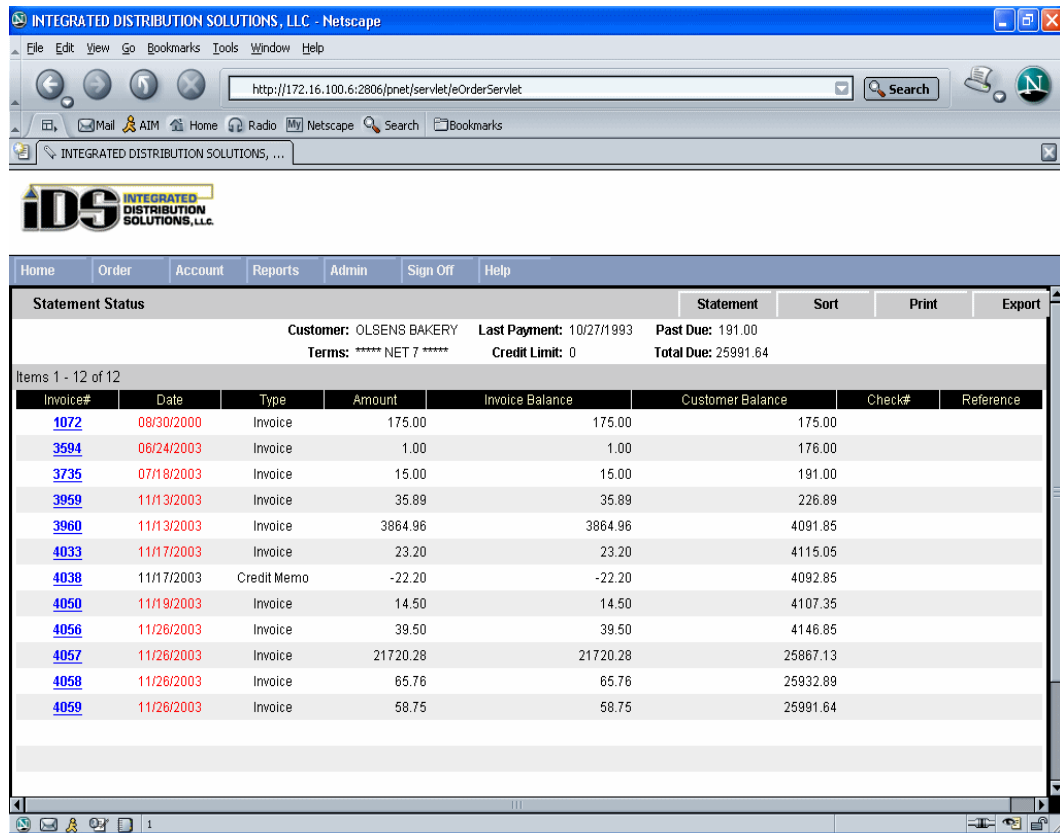 INTEGRATED DISTRIBUTION SOLUTIONS, LLC - Netscape
File Edit View Go Bookmarks Tools Window Help
http://172.16.100.6:2806/pnet/servlet/eOrderServlet Search N
Mail AIM Home Radio My Netscape Search Bookmarks
INTEGRATED DISTRIBUTION SOLUTIONS, ...
iDS INTEGRATED
DISTRIBUTION
SOLUTIONS, LLC.
Home Order Account Reports Admin Sign Off Help
Statement Status Statement Sort Print Export
Customer: OLSENS BAKERY Last Payment: 10/27/1993 Past Due: 191.00
Terms: ***** NET 7 ***** Credit Limit: 0 Total Due: 25991.64
Items 1 - 12 of 12
Invoice# Date Type Amount Invoice Balance Customer Balance Check# Reference
1072 08/30/2000 Invoice 175.00 175.00 175.00
3594 06/24/2003 Invoice 1.00 1.00 176.00
3735 07/18/2003 Invoice 15.00 15.00 191.00
3959 11/13/2003 Invoice 35.89 35.89 226.89
3960 11/13/2003 Invoice 3864.96 3864.96 4091.85
4033 11/17/2003 Invoice 23.20 23.20 4115.05
4038 11/17/2003 Credit Memo -22.20 -22.20 4092.85
4050 11/19/2003 Invoice 14.50 14.50 4107.35
4056 11/26/2003 Invoice 39.50 39.50 4146.85
4057 11/26/2003 Invoice 21720.28 21720.28 25867.13
4058 11/26/2003 Invoice 65.76 65.76 25932.89
4059 11/26/2003 Invoice 58.75 58.75 25991.64
1